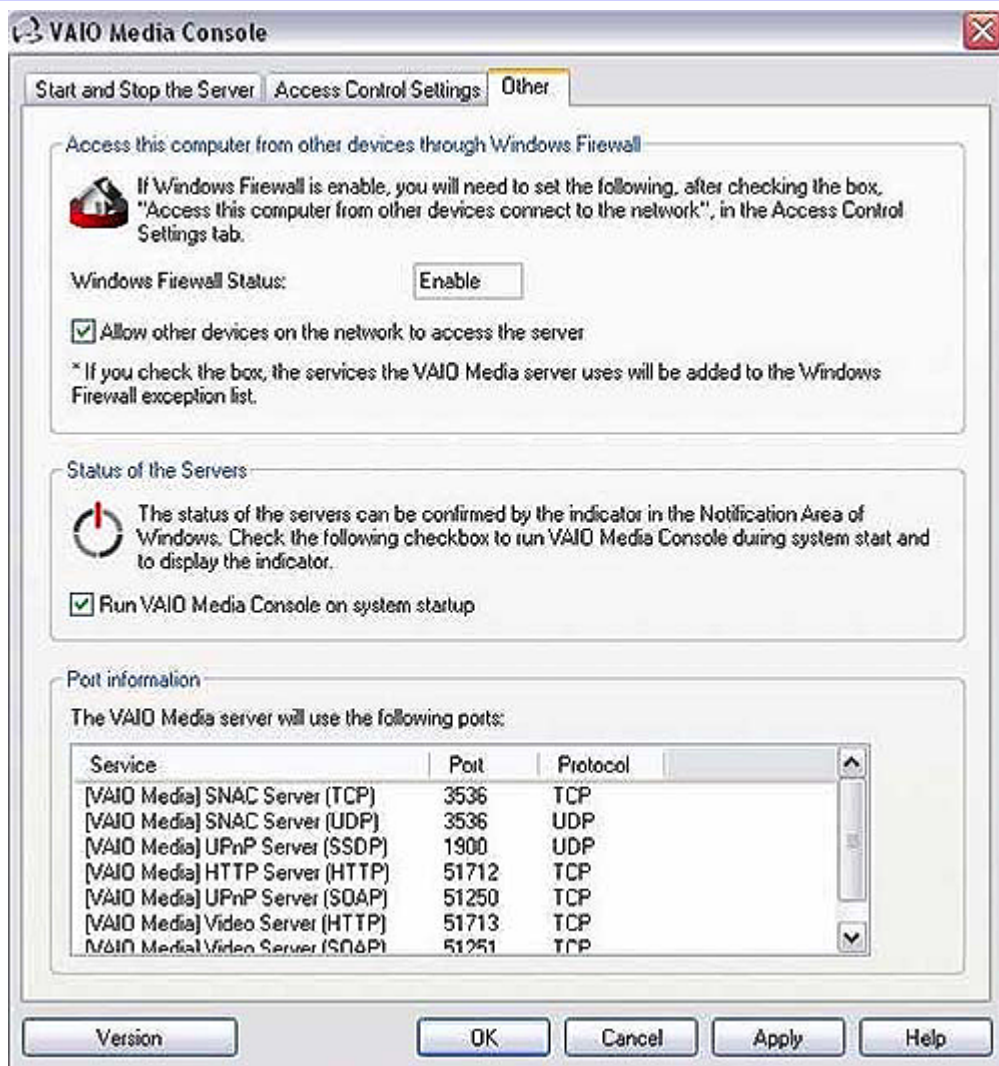 VAIO Media Console
Start and Stop the Server Access Control Settings Other
Access this computer from other devices through Windows Firewall
If Windows Firewall is enable, you will need to set the following, after checking the box,
"Access this computer from other devices connect to the network", in the Access Control
Settings tab.
Windows Firewall Status: Enable
Allow other devices on the network to access the server
* If you check the box, the services the VAIO Media server uses will be added to the Windows
Firewall exception list.
Status of the Servers
The status of the servers can be confirmed by the indicator in the Notification Area of
Windows. Check the following checkbox to run VAIO Media Console during system start and
to display the indicator.
Run VAIO Media Console on system startup
Port information
The VAIO Media server will use the following ports:
Service Port Protocol
[VAIO Media] SNAC Server (TCP) 3536 TCP
[VAIO Media] SNAC Server (UDP) 3536 UDP
[VAIO Media] UPnP Server (SSDP) 1900 UDP
[VAIO Media] HTTP Server (HTTP) 51712 TCP
[VAIO Media] UPnP Server (SOAP) 51250 TCP
[VAIO Media] Video Server (HTTP) 51713 TCP
[VAIO Media] Video Server (SOAP) 51251 TCP
Version OK Cancel Apply Help